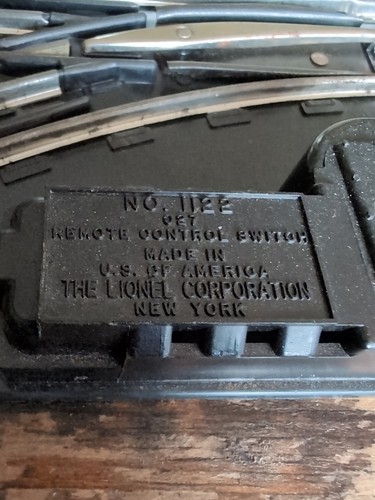 NO. 1122
027
REMOTE CONTROL SWITCH
MADE IN
U.S. OF AMERICA
THE LIONEL CORPORATION
NEW YORK